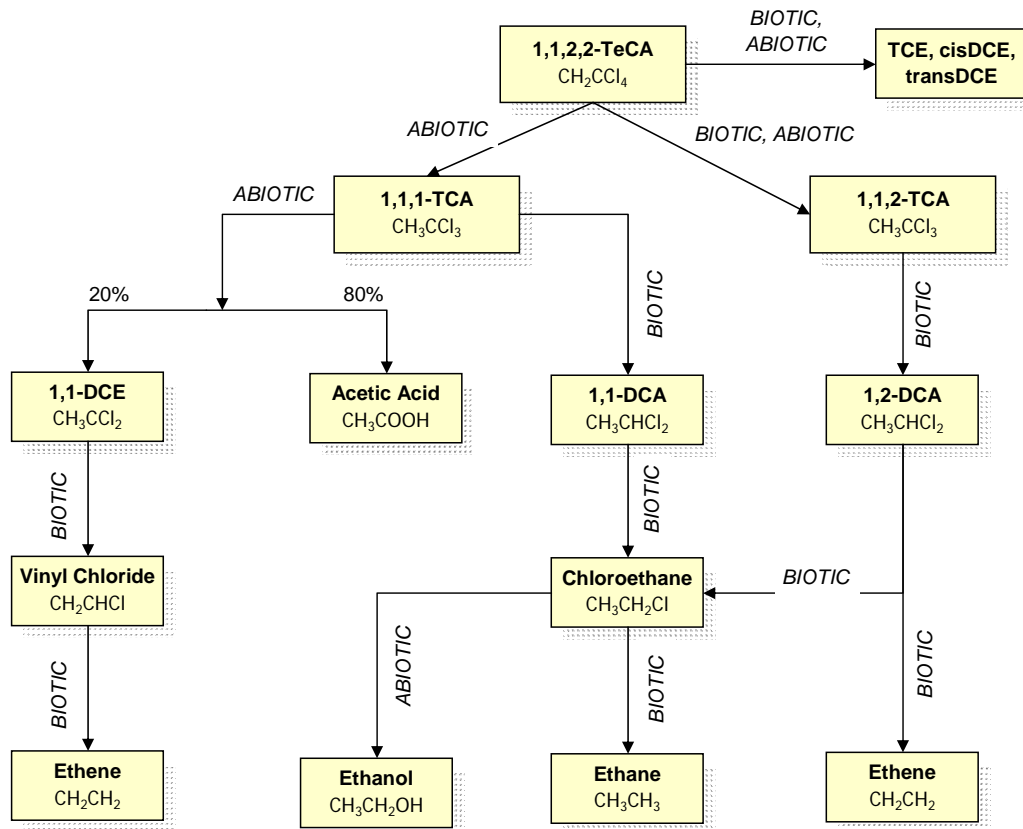 BIOTIC,
ABIOTIC
1,1,2,2-TeCA
CH₂CCl₄
TCE, cisDCE,
transDCE
ABIOTIC
BIOTIC, ABIOTIC
ABIOTIC
1,1,1-TCA
CH₃CCl₃
1,1,2-TCA
CH₃CCl₃
20%
80%
BIOTIC
BIOTIC
1,1-DCE
CH₃CCl₂
Acetic Acid
CH₃COOH
1,1-DCA
CH₃CHCl₂
1,2-DCA
CH₃CHCl₂
BIOTIC
BIOTIC
Vinyl Chloride
CH₂CHCl
Chloroethane
CH₃CH₂Cl
BIOTIC
BIOTIC
ABIOTIC
BIOTIC
BIOTIC
Ethene
CH₂CH₂
Ethanol
CH₃CH₂OH
Ethane
CH₃CH₃
Ethene
CH₂CH₂